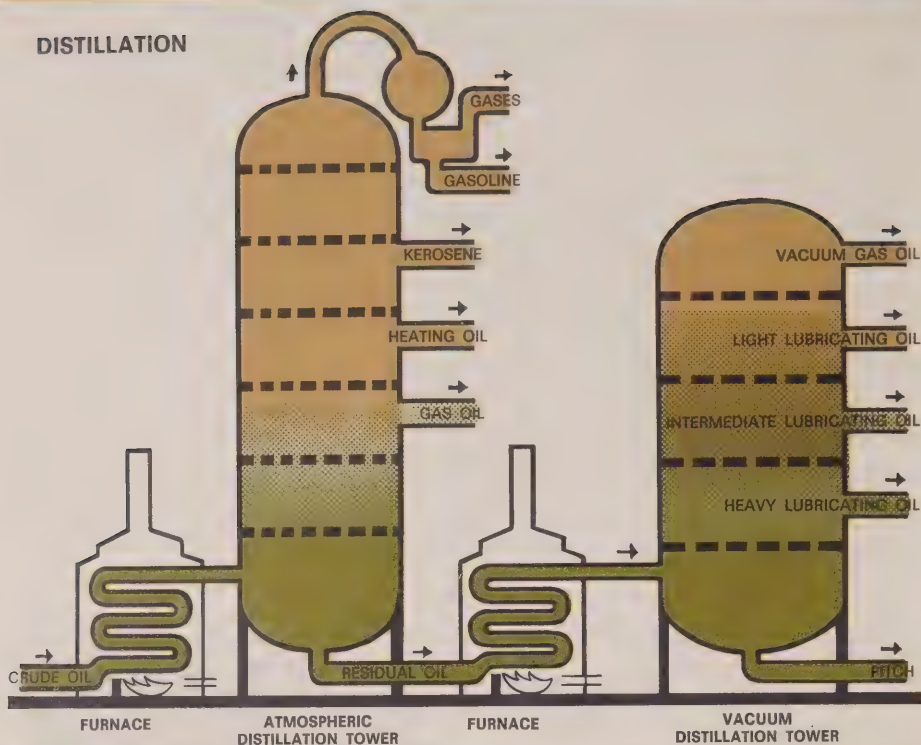 DISTILLATION
GASES
GASOLINE
KEROSENE
HEATING OIL
GAS OIL
VACUUM GAS OIL
LIGHT LUBRICATING OIL
INTERMEDIATE LUBRICATING OIL
HEAVY LUBRICATING OIL
CRUDE OIL
RESIDUAL OIL
PITCH
FURNACE
ATMOSPHERIC
DISTILLATION TOWER
FURNACE
VACUUM
DISTILLATION TOWER